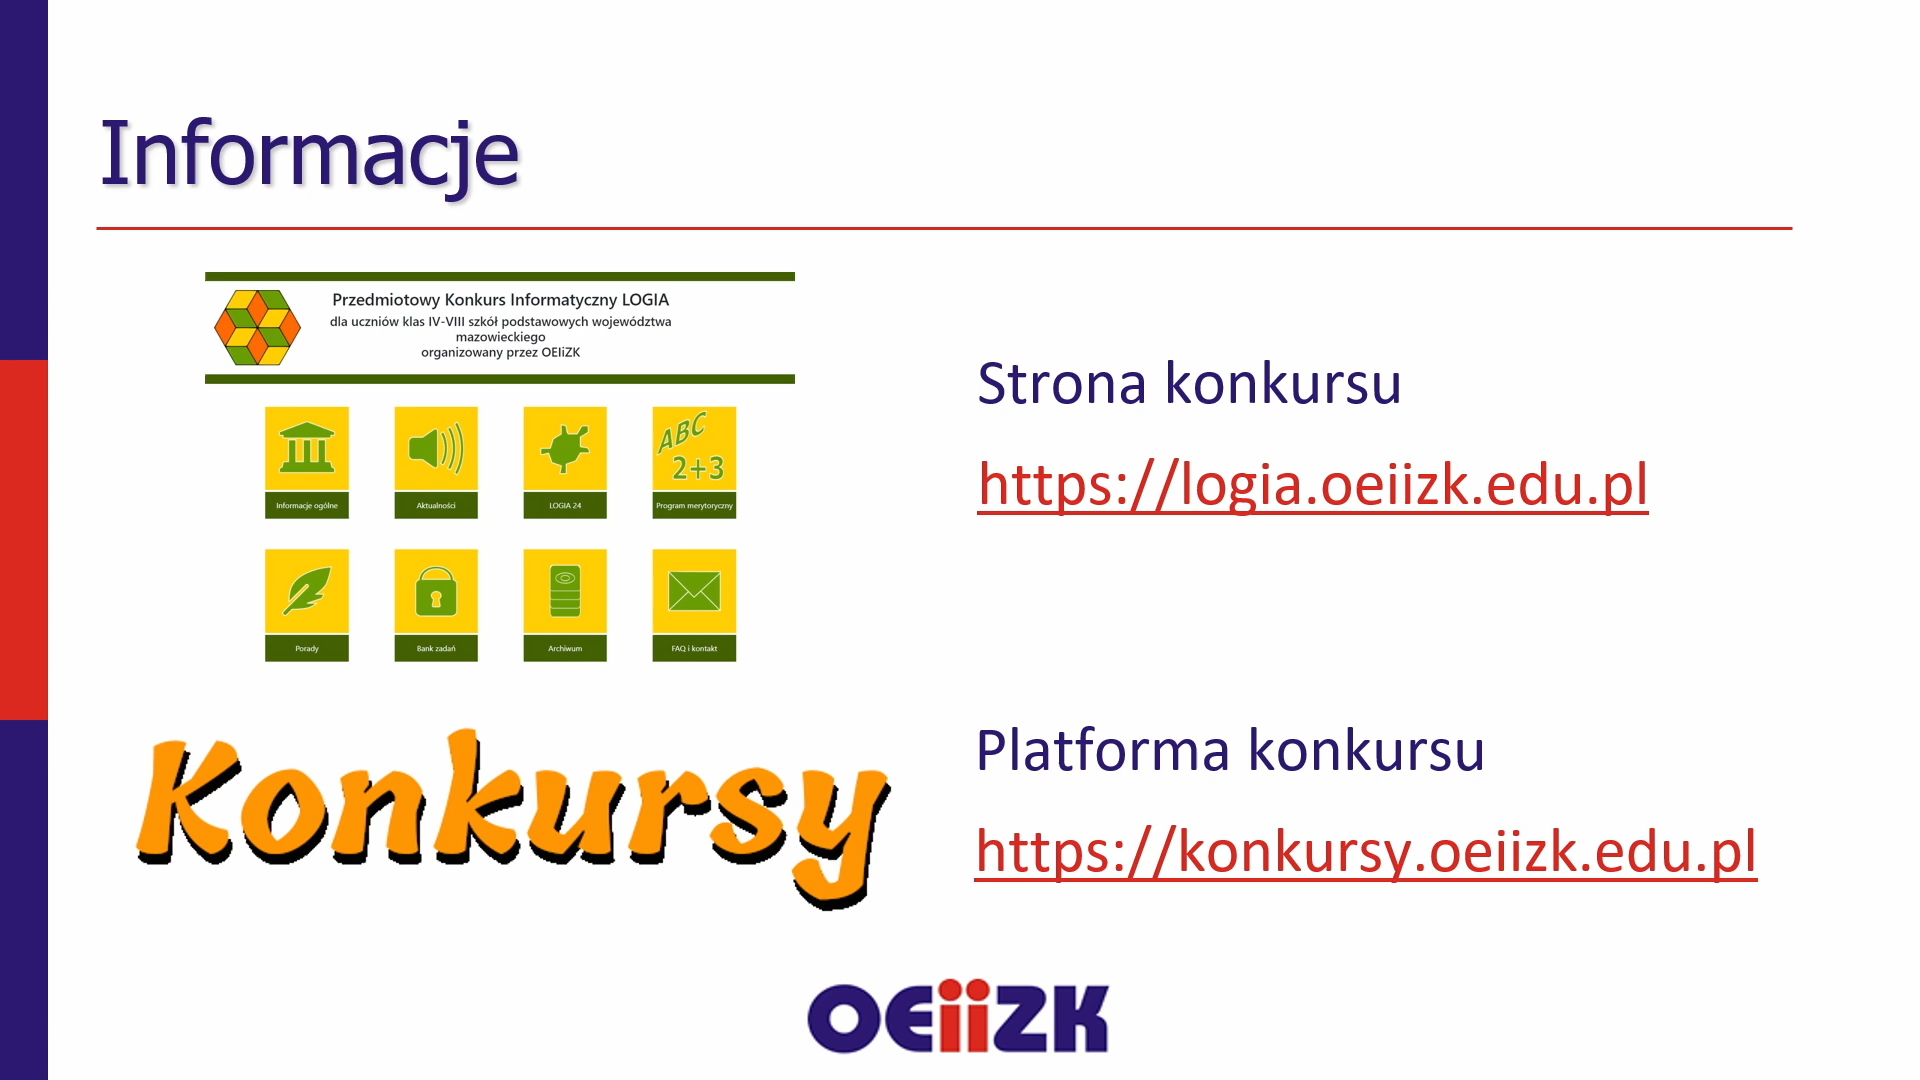 Informacje
Przedmiotowy Konkurs Informatyczny LOGIA
dla uczniów klas IV-VIII szkół podstawowych województwa
mazowieckiego
organizowany przez OEIiZK
ABC
2+3
Informacje ogólne
Aktualności
LOGIA 24
Program merytoryczny
Porady
Bank zadań
Archiwum
FAQ i kontakt
Strona konkursu
https://logia.oeiizk.edu.pl
Konkursy
Platforma konkursu
https://konkursy.oeiizk.edu.pl
OEiiZK